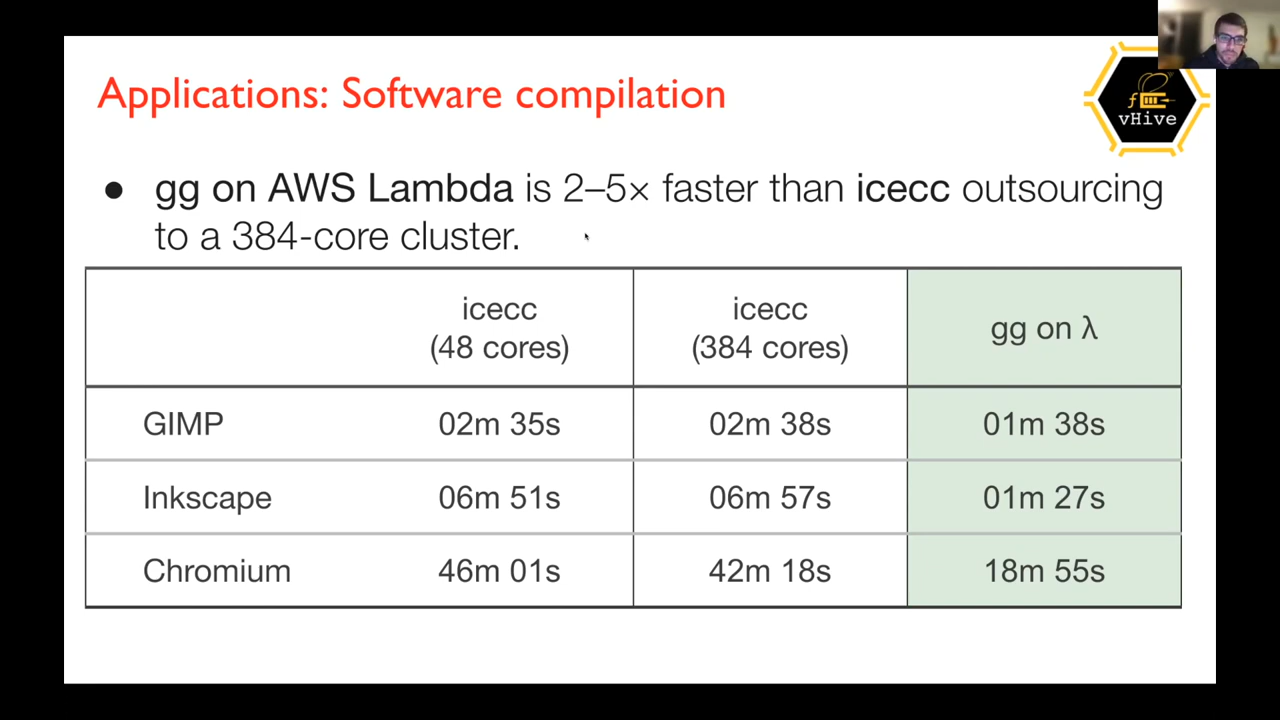 Applications: Software compilation
vHive
● gg on AWS Lambda is 2–5× faster than icecc outsourcing
to a 384-core cluster.
icecc (48 cores) icecc (384 cores) gg on λ
GIMP 02m 35s 02m 38s 01m 38s
Inkscape 06m 51s 06m 57s 01m 27s
Chromium 46m 01s 42m 18s 18m 55s